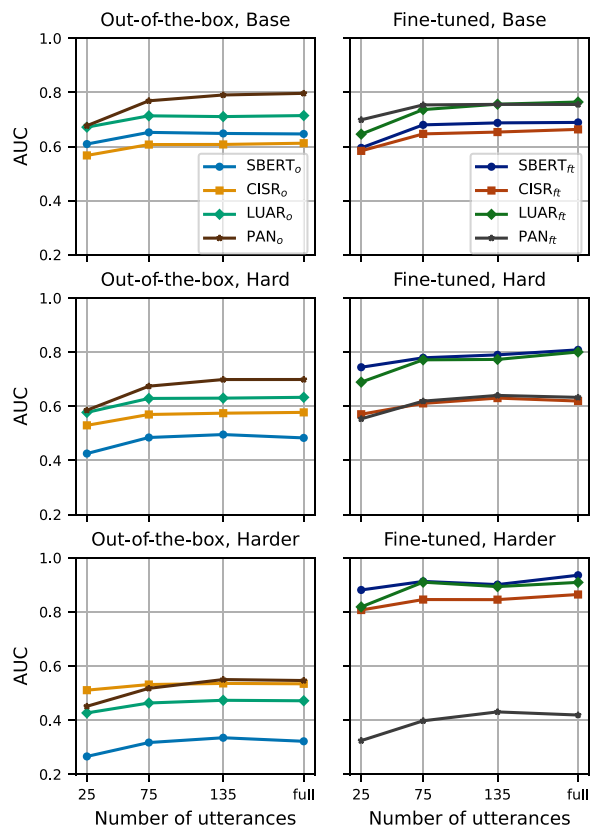 Out-of-the-box, Base
Fine-tuned, Base
1.0
0.8
0.6
0.4
0.2
AUC
SBERTo
CISRo
LUARo
PANo
SBERTft
CISRft
LUARft
PANft
Out-of-the-box, Hard
Fine-tuned, Hard
1.0
0.8
0.6
0.4
0.2
AUC
Out-of-the-box, Harder
Fine-tuned, Harder
1.0
0.8
0.6
0.4
0.2
AUC
25 75 135 full
25 75 135 full
Number of utterances
Number of utterances